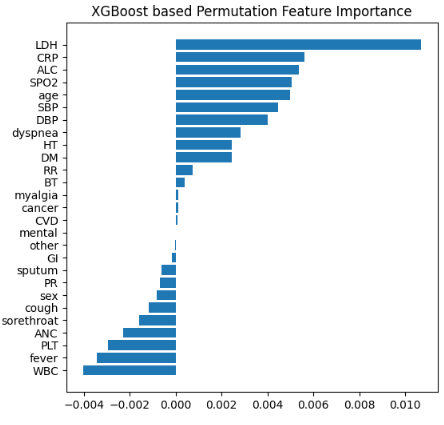 XGBoost based Permutation Feature Importance
LDH
CRP
ALC
SPO2
age
SBP
DBP
dyspnea
HT
DM
RR
BT
myalgia
cancer
CVD
mental
other
GI
sputum
PR
sex
cough
sorethroat
ANC
PLT
fever
WBC
−0.004 −0.002 0.000 0.002 0.004 0.006 0.008 0.010